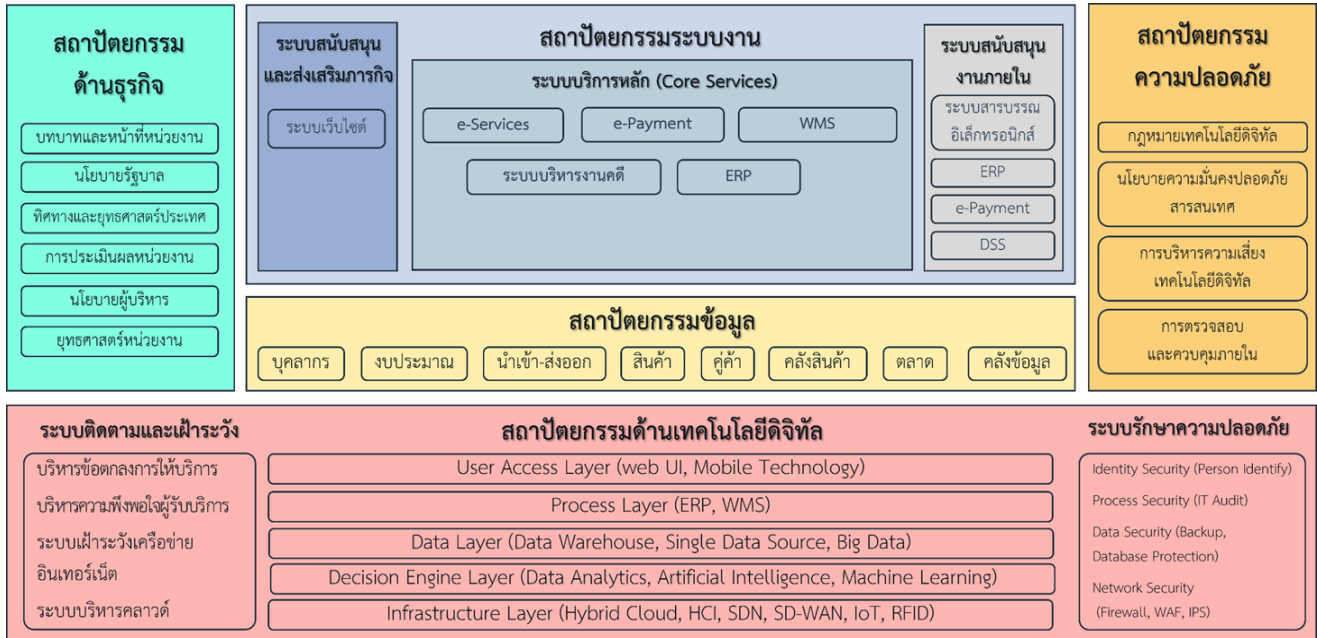 สถาปัตยกรรม
ด้านธุรกิจ
บทบาทและหน้าที่หน่วยงาน
นโยบายรัฐบาล
ทิศทางและยุทธศาสตร์ประเทศ
การประเมินผลหน่วยงาน
นโยบายผู้บริหาร
ยุทธศาสตร์หน่วยงาน
ระบบสนับสนุน
และส่งเสริมภารกิจ
ระบบเว็บไซต์
สถาปัตยกรรมระบบงาน
ระบบบริการหลัก (Core Services)
e-Services
e-Payment
WMS
ระบบบริหารงานคดี
ERP
ระบบสนับสนุน
งานภายใน
ระบบสารบรรณ
อิเล็กทรอนิกส์
ERP
e-Payment
DSS
สถาปัตยกรรมข้อมูล
บุคลากร
งบประมาณ
นำเข้า-ส่งออก
สินค้า
คู่ค้า
คลังสินค้า
ตลาด
คลังข้อมูล
สถาปัตยกรรม
ความปลอดภัย
กฎหมายเทคโนโลยีดิจิทัล
นโยบายความมั่นคงปลอดภัย
สารสนเทศ
การบริหารความเสี่ยง
เทคโนโลยีดิจิทัล
การตรวจสอบ
และควบคุมภายใน
ระบบติดตามและเฝ้าระวัง
บริหารข้อตกลงการให้บริการ
บริหารความพึงพอใจผู้รับบริการ
ระบบเฝ้าระวังเครือข่าย
อินเทอร์เน็ต
ระบบบริหารคลาวด์
สถาปัตยกรรมด้านเทคโนโลยีดิจิทัล
User Access Layer (web UI, Mobile Technology)
Process Layer (ERP, WMS)
Data Layer (Data Warehouse, Single Data Source, Big Data)
Decision Engine Layer (Data Analytics, Artificial Intelligence, Machine Learning)
Infrastructure Layer (Hybrid Cloud, HCI, SDN, SD-WAN, IoT, RFID)
ระบบรักษาความปลอดภัย
Identity Security (Person Identify)
Process Security (IT Audit)
Data Security (Backup,
Database Protection)
Network Security
(Firewall, WAF, IPS)